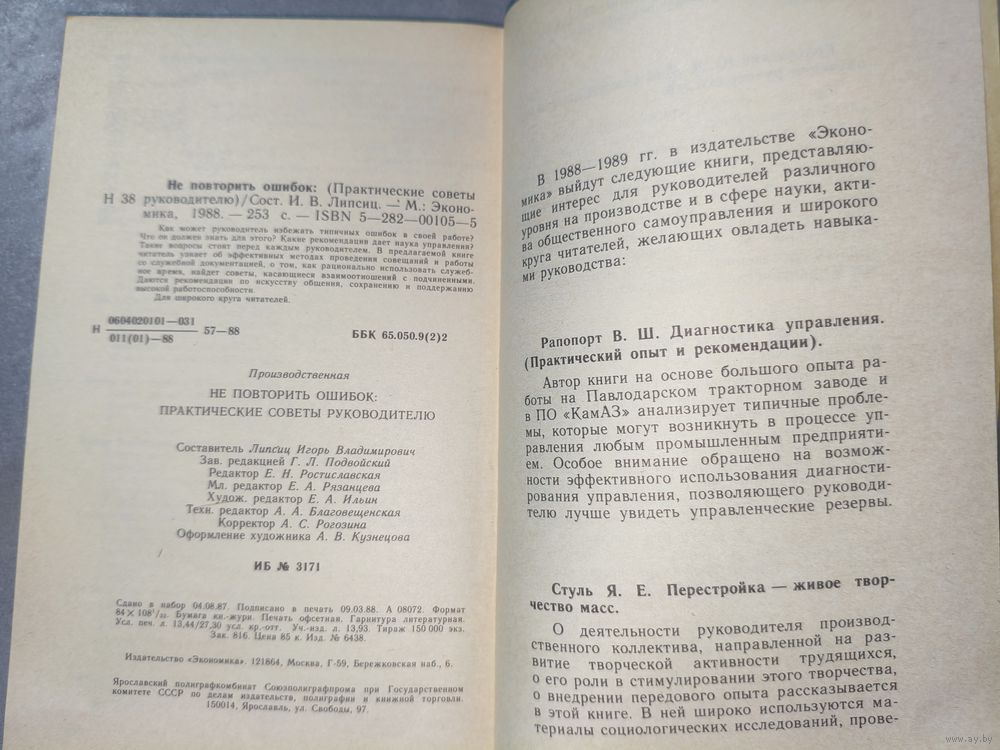 Не повторить ошибок: (Практические советы
Н 38 руководителю)/Сост. И. В. Липсиц. — М.: Эконо-
мика, 1988. — 253 с. — ISBN 5—282—00105—5
Как может руководитель избежать типичных ошибок в своей работе?
Что он должен знать для этого? Какие рекомендации дает наука управления?
Такие вопросы стоят перед каждым руководителем. В предлагаемой книге
читатель узнает об эффективных методах проведения совещаний и работы
со служебной документацией, о том, как рационально использовать служеб-
ное время, найдет советы, касающиеся взаимоотношений с подчиненными.
Даются рекомендации по искусству общения, сохранению и поддержанию
высокой работоспособности.
Для широкого круга читателей.
Н 0604020101—031 57—88
011(01)—88
ББК 65.050.9(2)2
Производственная
НЕ ПОВТОРИТЬ ОШИБОК:
ПРАКТИЧЕСКИЕ СОВЕТЫ РУКОВОДИТЕЛЮ
Составитель Липсиц Игорь Владимирович
Зав. редакцией Г. Л. Подвойский
Редактор Е. Н. Ростиславская
Мл. редактор Е. А. Рязанцева
Худож. редактор Е. А. Ильин
Техн. редактор А. А. Благовещенская
Корректор А. С. Рогозина
Оформление художника А. В. Кузнецова
ИБ № 3171
Сдано в набор 04.08.87. Подписано в печать 09.03.88. А 08072. Формат
84×108¹/₃₂. Бумага кн.-журн. Печать офсетная. Гарнитура литературная.
Усл. печ. л. 13,44/27,30 усл. кр.-отт. Уч.-изд. л. 13,93. Тираж 150 000 экз.
Зак. 816. Цена 85 к. Изд. № 6438.
Издательство «Экономика». 121864, Москва, Г-59, Бережковская наб., 6.
Ярославский полиграфкомбинат Союзполиграфпрома при Государственном
комитете СССР по делам издательств, полиграфии и книжной торговли.
150014, Ярославль, ул. Свободы, 97.
В 1988—1989 гг. в издательстве «Эконо-
мика» выйдут следующие книги, представляю-
щие интерес для руководителей различного
уровня на производстве и в сфере науки, акти-
ва общественного самоуправления и широкого
круга читателей, желающих овладеть навыка-
ми руководства:
Рапопорт В. Ш. Диагностика управления.
(Практический опыт и рекомендации).
Автор книги на основе большого опыта ра-
боты на Павлодарском тракторном заводе и
в ПО «КамАЗ» анализирует типичные пробле-
мы, которые могут возникнуть в процессе уп-
равления любым промышленным предприяти-
ем. Особое внимание обращено на возмож-
ности эффективного использования диагности-
рования управления, позволяющего руководи-
телю лучше увидеть управленческие резервы.
Стуль Я. Е. Перестройка — живое твор-
чество масс.
О деятельности руководителя производ-
ственного коллектива, направленной на раз-
витие творческой активности трудящихся,
о его роли в стимулировании этого творчества,
о внедрении передового опыта рассказывается
в этой книге. В ней широко используются ма-
териалы социологических исследований, прове-
www.ay.by